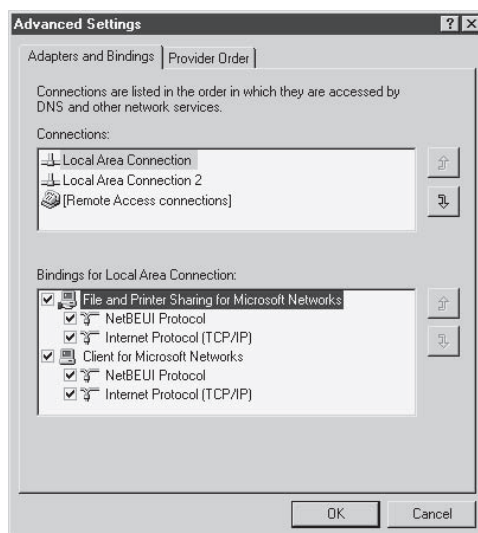 Advanced Settings
Adapters and Bindings
Provider Order
Connections are listed in the order in which they are accessed by
DNS and other network services.
Connections:
Local Area Connection
Local Area Connection 2
[Remote Access connections]
Bindings for Local Area Connection:
File and Printer Sharing for Microsoft Networks
NetBEUI Protocol
Internet Protocol (TCP/IP)
Client for Microsoft Networks
NetBEUI Protocol
Internet Protocol (TCP/IP)
OK
Cancel